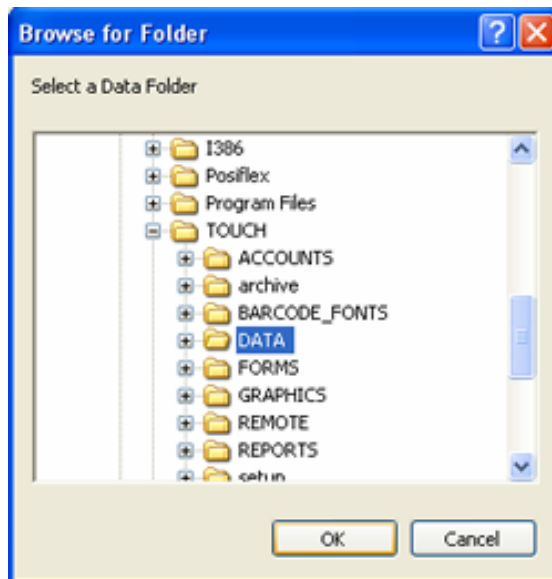 Browse for Folder
Select a Data Folder
I386
Posiflex
Program Files
TOUCH
ACCOUNTS
archive
BARCODE_FONTS
DATA
FORMS
GRAPHICS
REMOTE
REPORTS
setup
OK Cancel